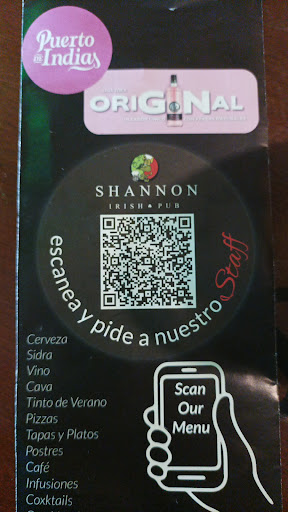 Puerto
de Indias
ORIGINAL
SHANNON
IRISH PUB
escanea y pide a nuestro Staff
Cerveza
Sidra
Vino
Cava
Tinto de Verano
Pizzas
Tapas y Platos
Postres
Café
Infusiones
Coxktails
Scan
Our
Menu